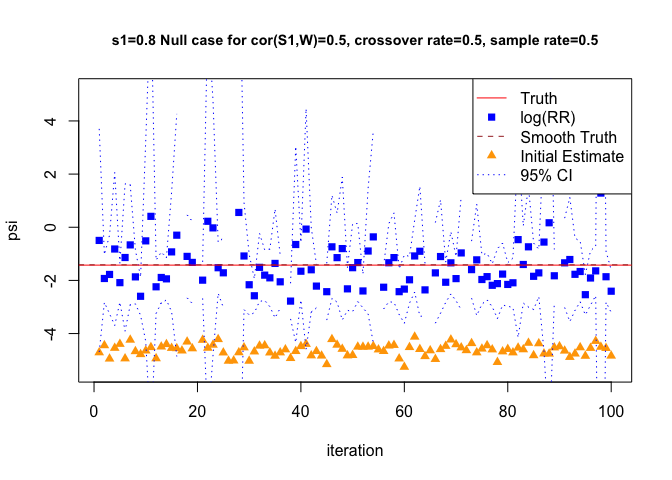 s1=0.8 Null case for cor(S1,W)=0.5, crossover rate=0.5, sample rate=0.5
Truth
log(RR)
Smooth Truth
Initial Estimate
95% CI
4
2
0
-2
-4
psi
0
20
40
60
80
100
iteration